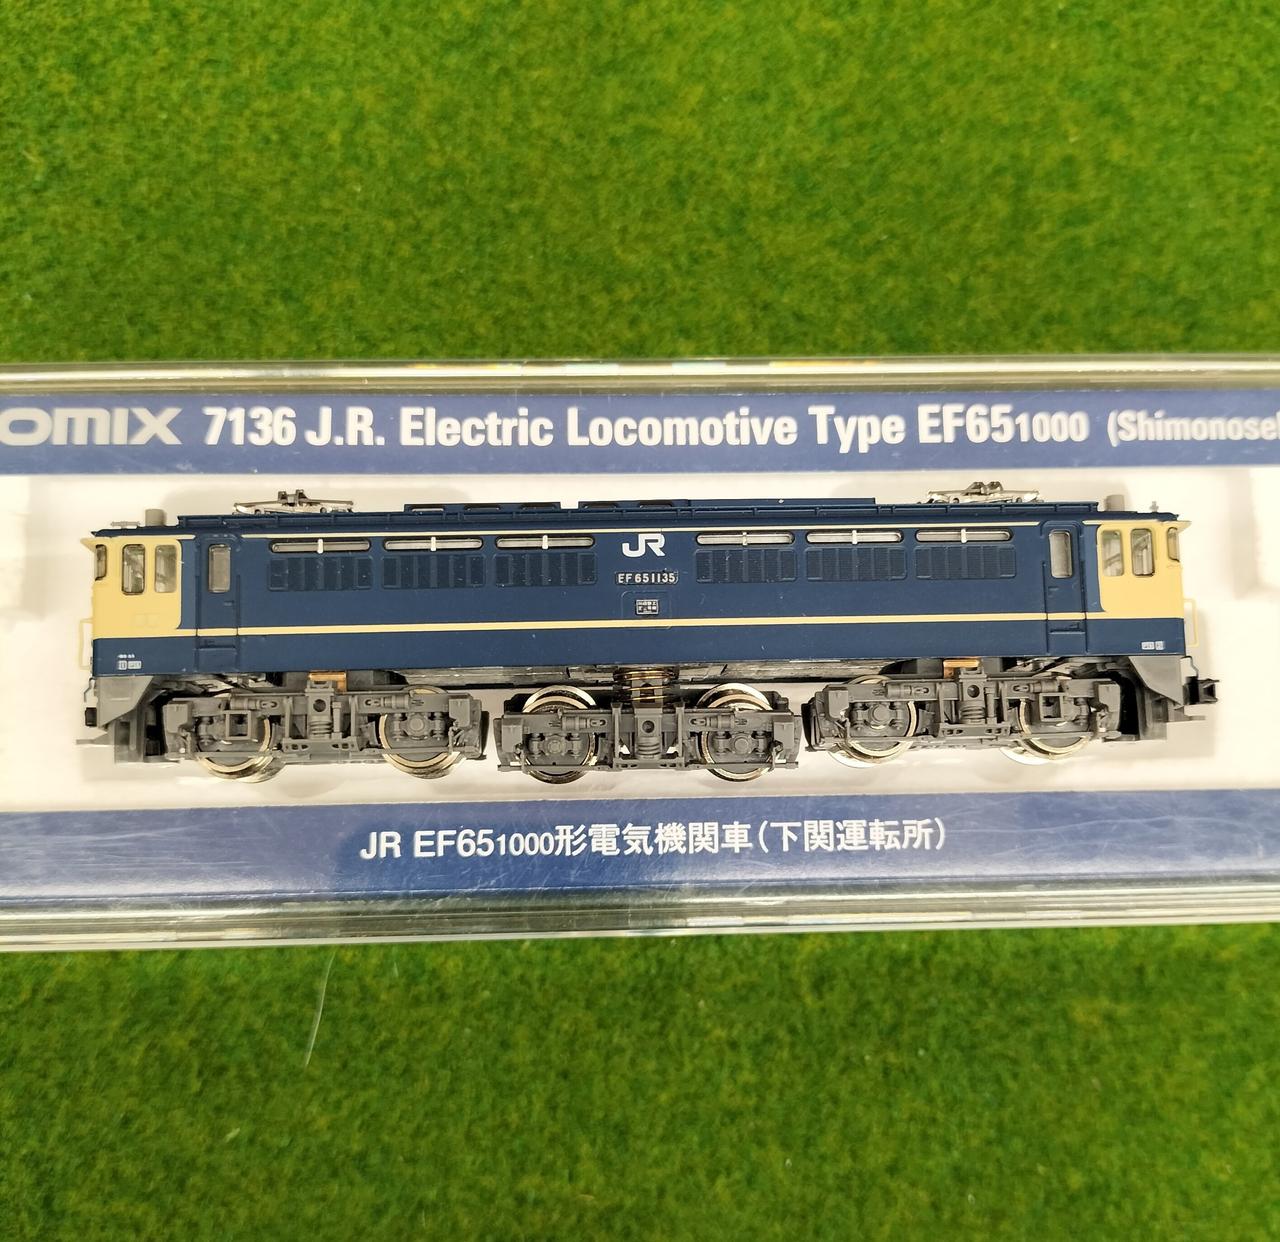 OMIX 7136 J.R. Electric Locomotive Type EF651000 (Shimonosek
JR
EF651135
JR EF651000形電気機関車(下関運転所)